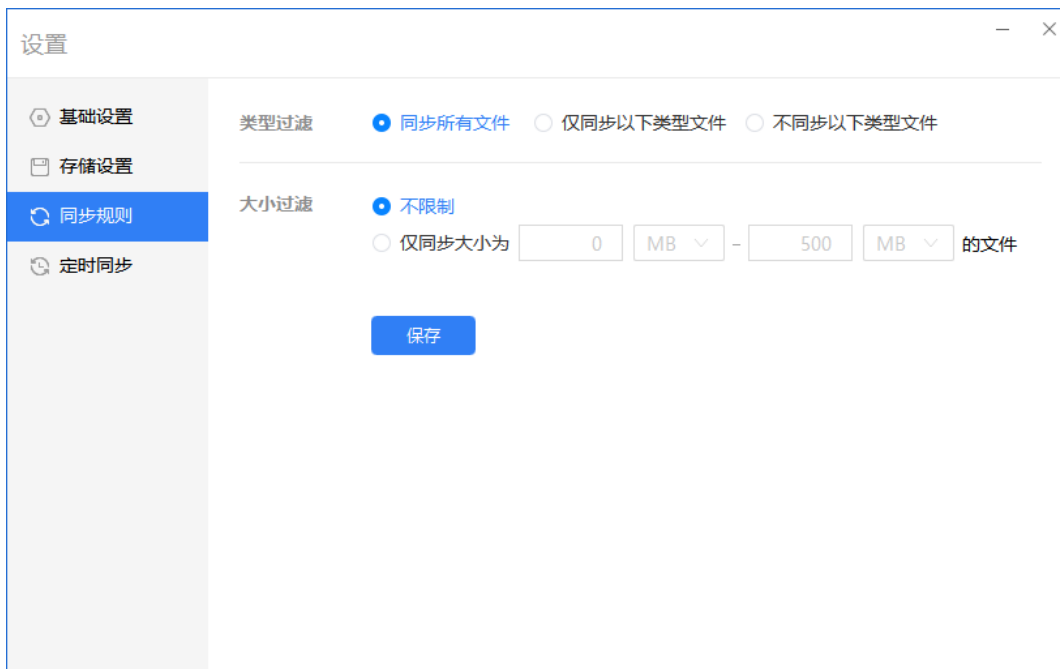 设置
基础设置
存储设置
同步规则
定时同步
类型过滤 同步所有文件 仅同步以下类型文件 不同步以下类型文件
大小过滤 不限制
仅同步大小为 0 MB - 500 MB 的文件
保存